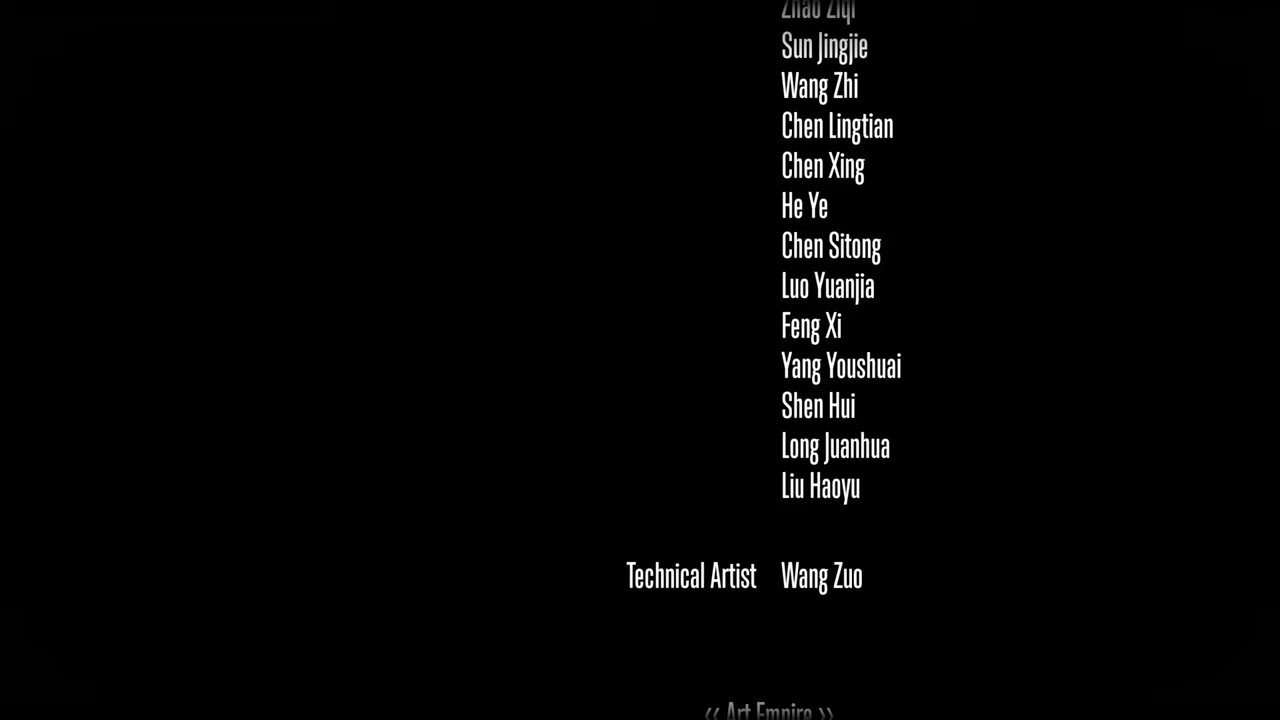 Zhao Ziqi
Sun Jingjie
Wang Zhi
Chen Lingtian
Chen Xing
He Ye
Chen Sitong
Luo Yuanjia
Feng Xi
Yang Youshuai
Shen Hui
Long Juanhua
Liu Haoyu
Technical Artist Wang Zuo
‹‹ Art Empire ››